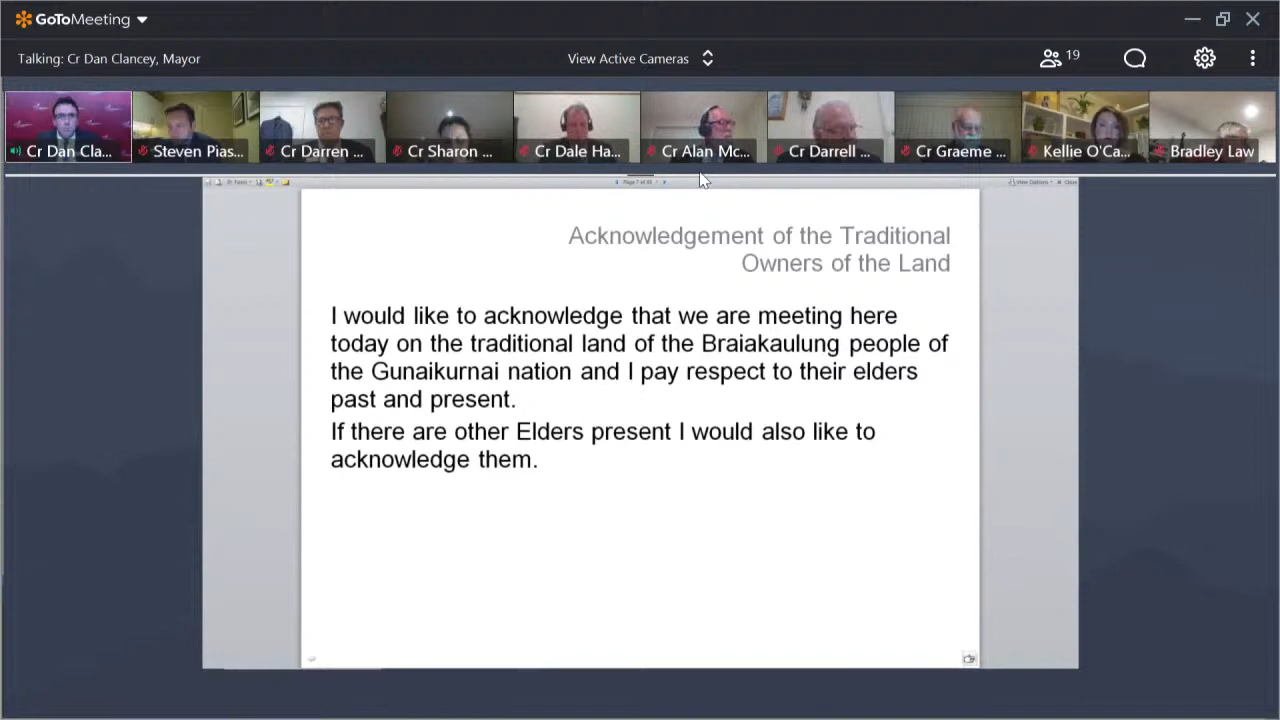 GoToMeeting
Talking: Cr Dan Clancey, Mayor
View Active Cameras
19
Cr Dan Cla...
Steven Pias...
Cr Darren ...
Cr Sharon ...
Cr Dale Ha...
Cr Alan Mc...
Cr Darrell ...
Cr Graeme ...
Kellie O'Ca...
Bradley Law
View Options
Close
Acknowledgement of the Traditional
Owners of the Land
I would like to acknowledge that we are meeting here
today on the traditional land of the Braiakaulung people of
the Gunaikurnai nation and I pay respect to their elders
past and present.
If there are other Elders present I would also like to
acknowledge them.